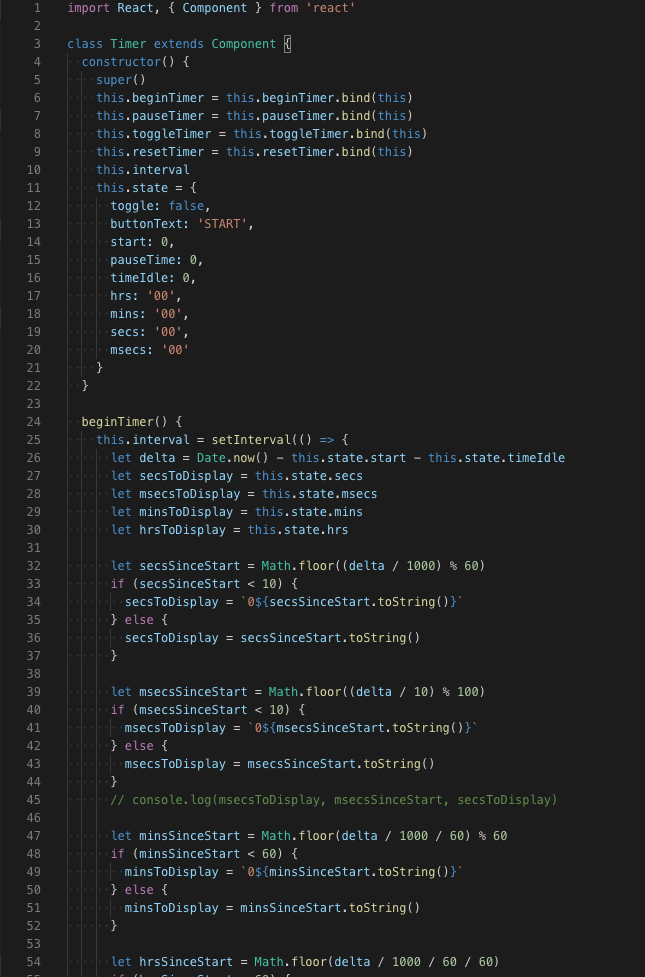 1 import React, { Component } from 'react'
2
3 class Timer extends Component {
4   constructor() {
5     super()
6     this.beginTimer = this.beginTimer.bind(this)
7     this.pauseTimer = this.pauseTimer.bind(this)
8     this.toggleTimer = this.toggleTimer.bind(this)
9     this.resetTimer = this.resetTimer.bind(this)
10     this.interval
11     this.state = {
12       toggle: false,
13       buttonText: 'START',
14       start: 0,
15       pauseTime: 0,
16       timeIdle: 0,
17       hrs: '00',
18       mins: '00',
19       secs: '00',
20       msecs: '00'
21     }
22   }
23
24   beginTimer() {
25     this.interval = setInterval(() => {
26       let delta = Date.now() - this.state.start - this.state.timeIdle
27       let secsToDisplay = this.state.secs
28       let msecsToDisplay = this.state.msecs
29       let minsToDisplay = this.state.mins
30       let hrsToDisplay = this.state.hrs
31
32       let secsSinceStart = Math.floor((delta / 1000) % 60)
33       if (secsSinceStart < 10) {
34         secsToDisplay = `0${secsSinceStart.toString()}`
35       } else {
36         secsToDisplay = secsSinceStart.toString()
37       }
38
39       let msecsSinceStart = Math.floor((delta / 10) % 100)
40       if (msecsSinceStart < 10) {
41         msecsToDisplay = `0${msecsSinceStart.toString()}`
42       } else {
43         msecsToDisplay = msecsSinceStart.toString()
44       }
45       // console.log(msecsToDisplay, msecsSinceStart, secsToDisplay)
46
47       let minsSinceStart = Math.floor(delta / 1000 / 60) % 60
48       if (minsSinceStart < 60) {
49         minsToDisplay = `0${minsSinceStart.toString()}`
50       } else {
51         minsToDisplay = minsSinceStart.toString()
52       }
53
54       let hrsSinceStart = Math.floor(delta / 1000 / 60 / 60)